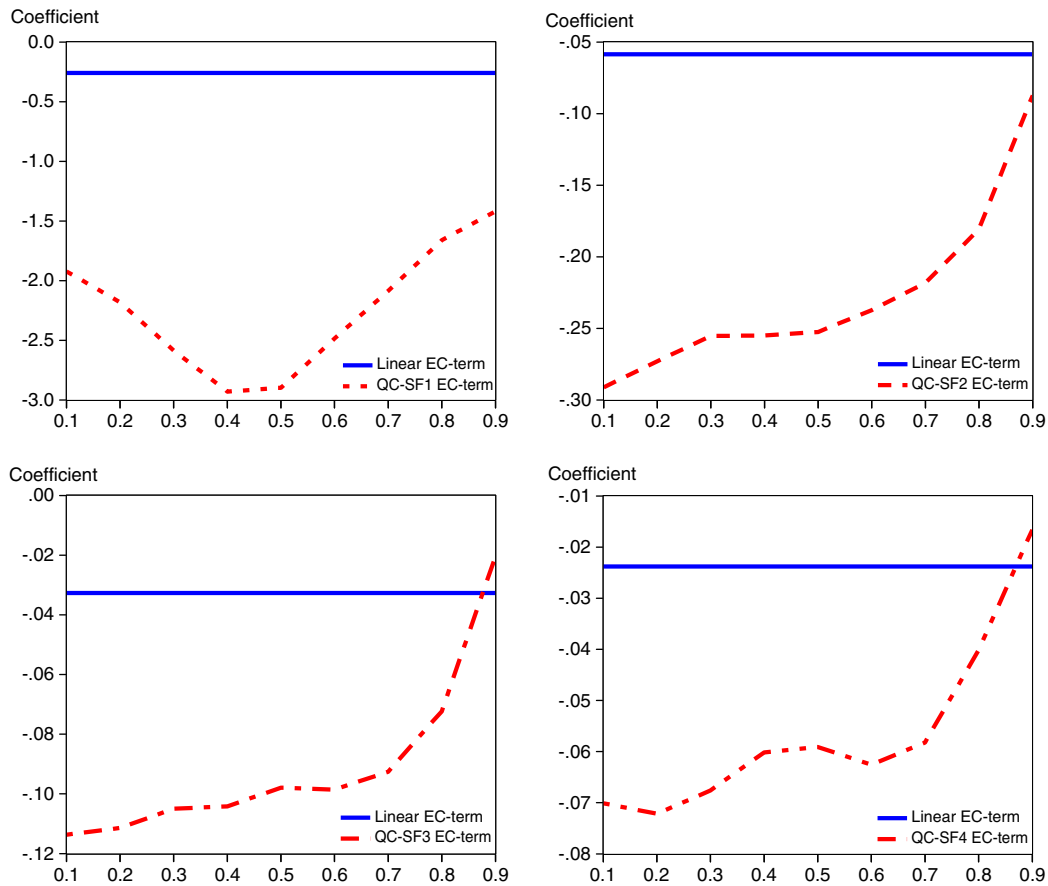 Coefficient
0.0
-0.5
-1.0
-1.5
-2.0
-2.5
-3.0
Linear EC-term
QC-SF1 EC-term
0.1 0.2 0.3 0.4 0.5 0.6 0.7 0.8 0.9
Coefficient
-.05
-.10
-.15
-.20
-.25
-.30
Linear EC-term
QC-SF2 EC-term
0.1 0.2 0.3 0.4 0.5 0.6 0.7 0.8 0.9
Coefficient
.00
-.02
-.04
-.06
-.08
-.10
-.12
Linear EC-term
QC-SF3 EC-term
0.1 0.2 0.3 0.4 0.5 0.6 0.7 0.8 0.9
Coefficient
-.01
-.02
-.03
-.04
-.05
-.06
-.07
-.08
Linear EC-term
QC-SF4 EC-term
0.1 0.2 0.3 0.4 0.5 0.6 0.7 0.8 0.9